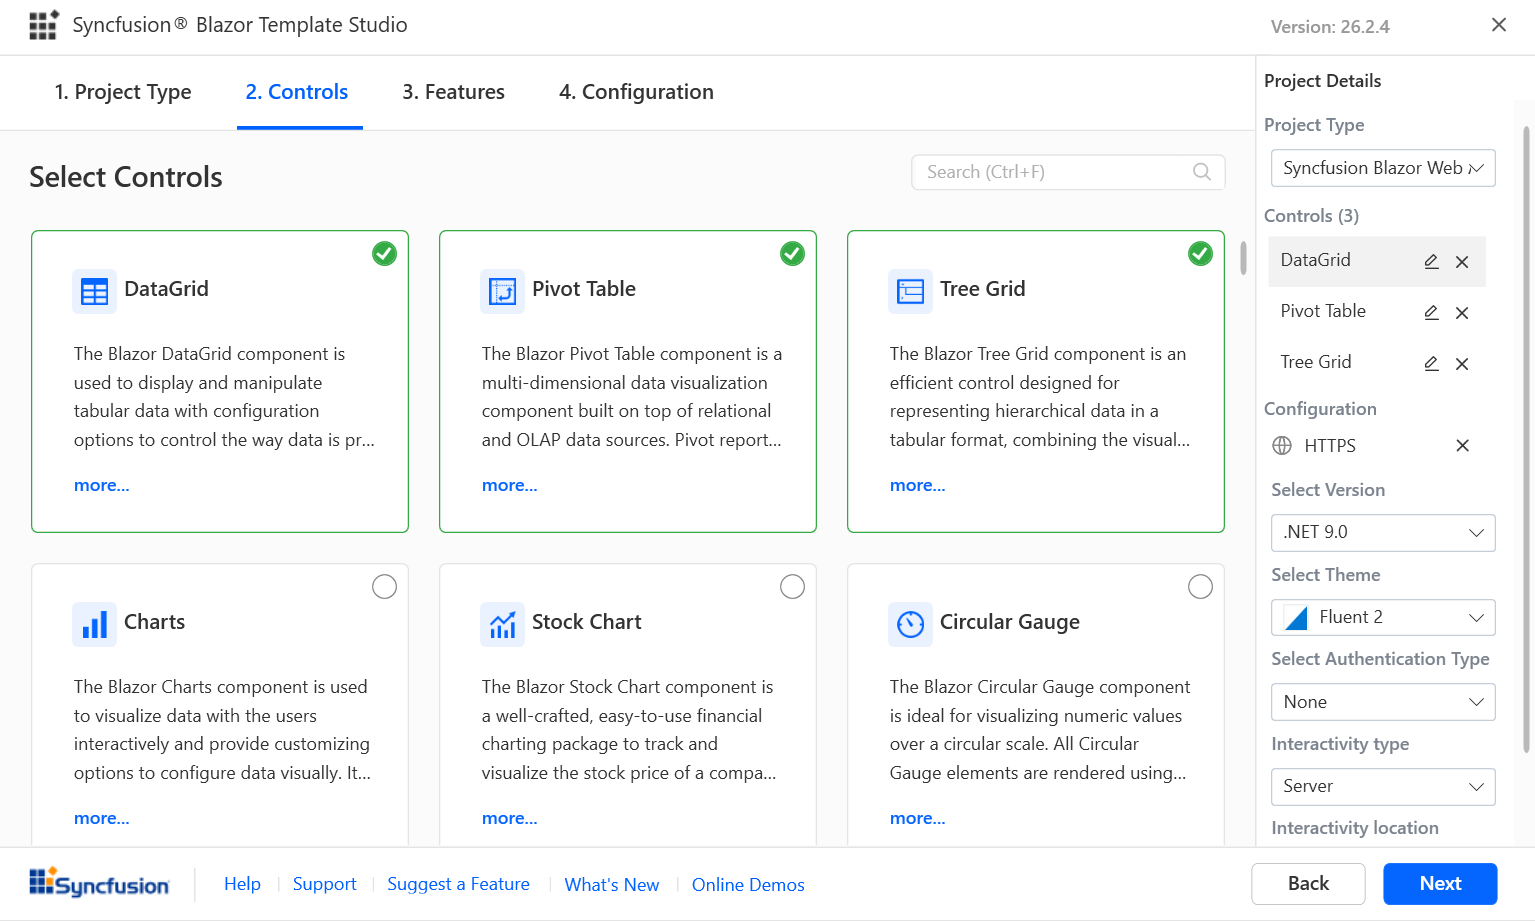 Syncfusion® Blazor Template Studio
Version: 26.2.4
1. Project Type
2. Controls
3. Features
4. Configuration
Select Controls
Search (Ctrl+F)
DataGrid
The Blazor DataGrid component is
used to display and manipulate
tabular data with configuration
options to control the way data is pr...
more...
Pivot Table
The Blazor Pivot Table component is a
multi-dimensional data visualization
component built on top of relational
and OLAP data sources. Pivot report...
more...
Tree Grid
The Blazor Tree Grid component is an
efficient control designed for
representing hierarchical data in a
tabular format, combining the visual...
more...
Charts
The Blazor Charts component is used
to visualize data with the users
interactively and provide customizing
options to configure data visually. It...
more...
Stock Chart
The Blazor Stock Chart component is
a well-crafted, easy-to-use financial
charting package to track and
visualize the stock price of a compa...
more...
Circular Gauge
The Blazor Circular Gauge component
is ideal for visualizing numeric values
over a circular scale. All Circular
Gauge elements are rendered using...
more...
Project Details
Project Type
Syncfusion Blazor Web
Controls (3)
DataGrid
Pivot Table
Tree Grid
Configuration
HTTPS
Select Version
.NET 9.0
Select Theme
Fluent 2
Select Authentication Type
None
Interactivity type
Server
Interactivity location
Syncfusion
Help
Support
Suggest a Feature
What's New
Online Demos
Back
Next